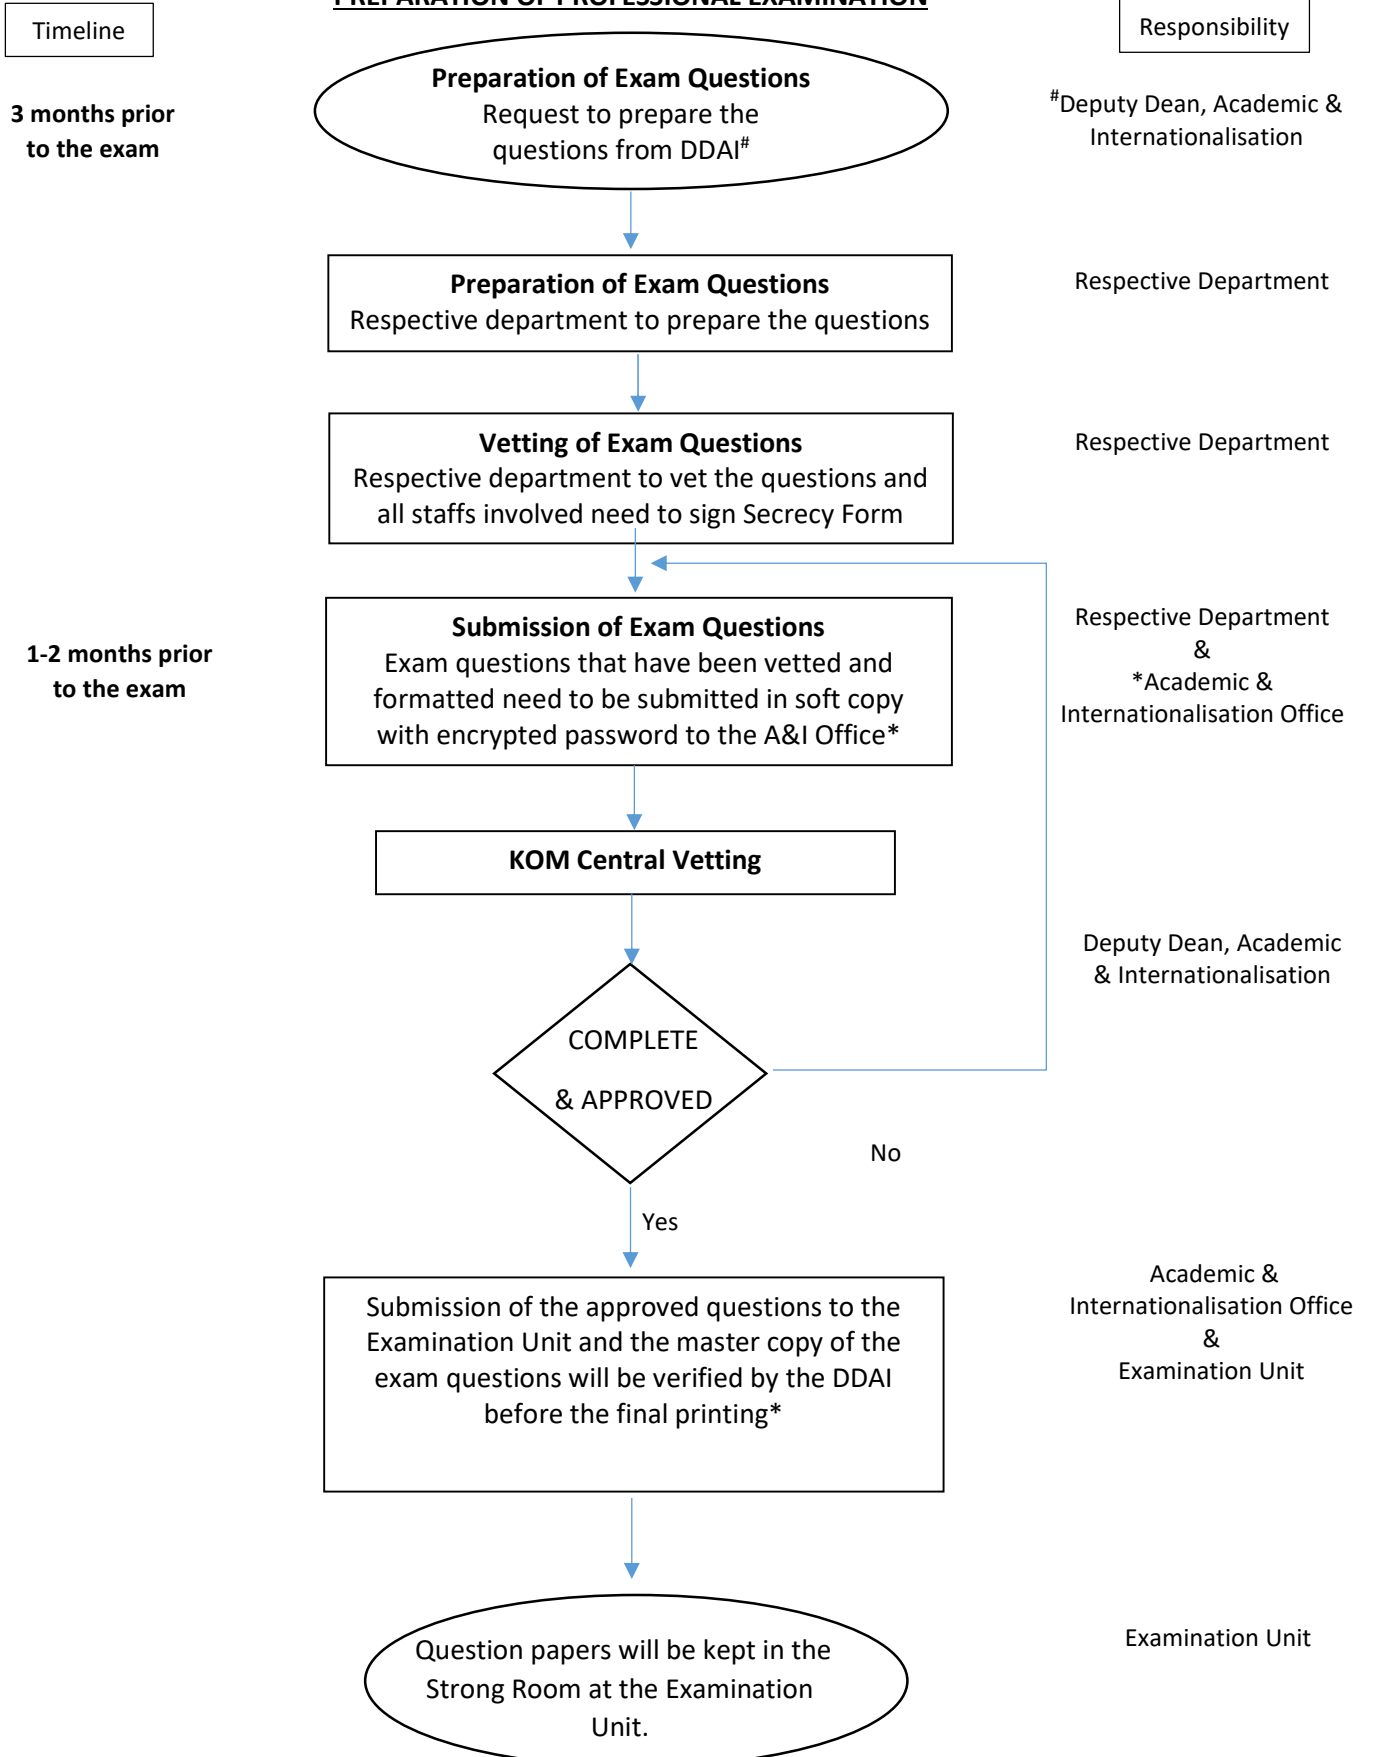 PREPARATION OF PROFESSIONAL EXAMINATION
Timeline
Responsibility
3 months prior
to the exam
Preparation of Exam Questions
Request to prepare the
questions from DDAI#
#Deputy Dean, Academic &
Internationalisation
Preparation of Exam Questions
Respective department to prepare the questions
Respective Department
Vetting of Exam Questions
Respective department to vet the questions and
all staffs involved need to sign Secrecy Form
Respective Department
1-2 months prior
to the exam
Submission of Exam Questions
Exam questions that have been vetted and
formatted need to be submitted in soft copy
with encrypted password to the A&I Office*
Respective Department
&
*Academic &
Internationalisation Office
KOM Central Vetting
Deputy Dean, Academic
& Internationalisation
COMPLETE
& APPROVED
No
Yes
Submission of the approved questions to the
Examination Unit and the master copy of the
exam questions will be verified by the DDAI
before the final printing*
Academic &
Internationalisation Office
&
Examination Unit
Question papers will be kept in the
Strong Room at the Examination
Unit.
Examination Unit